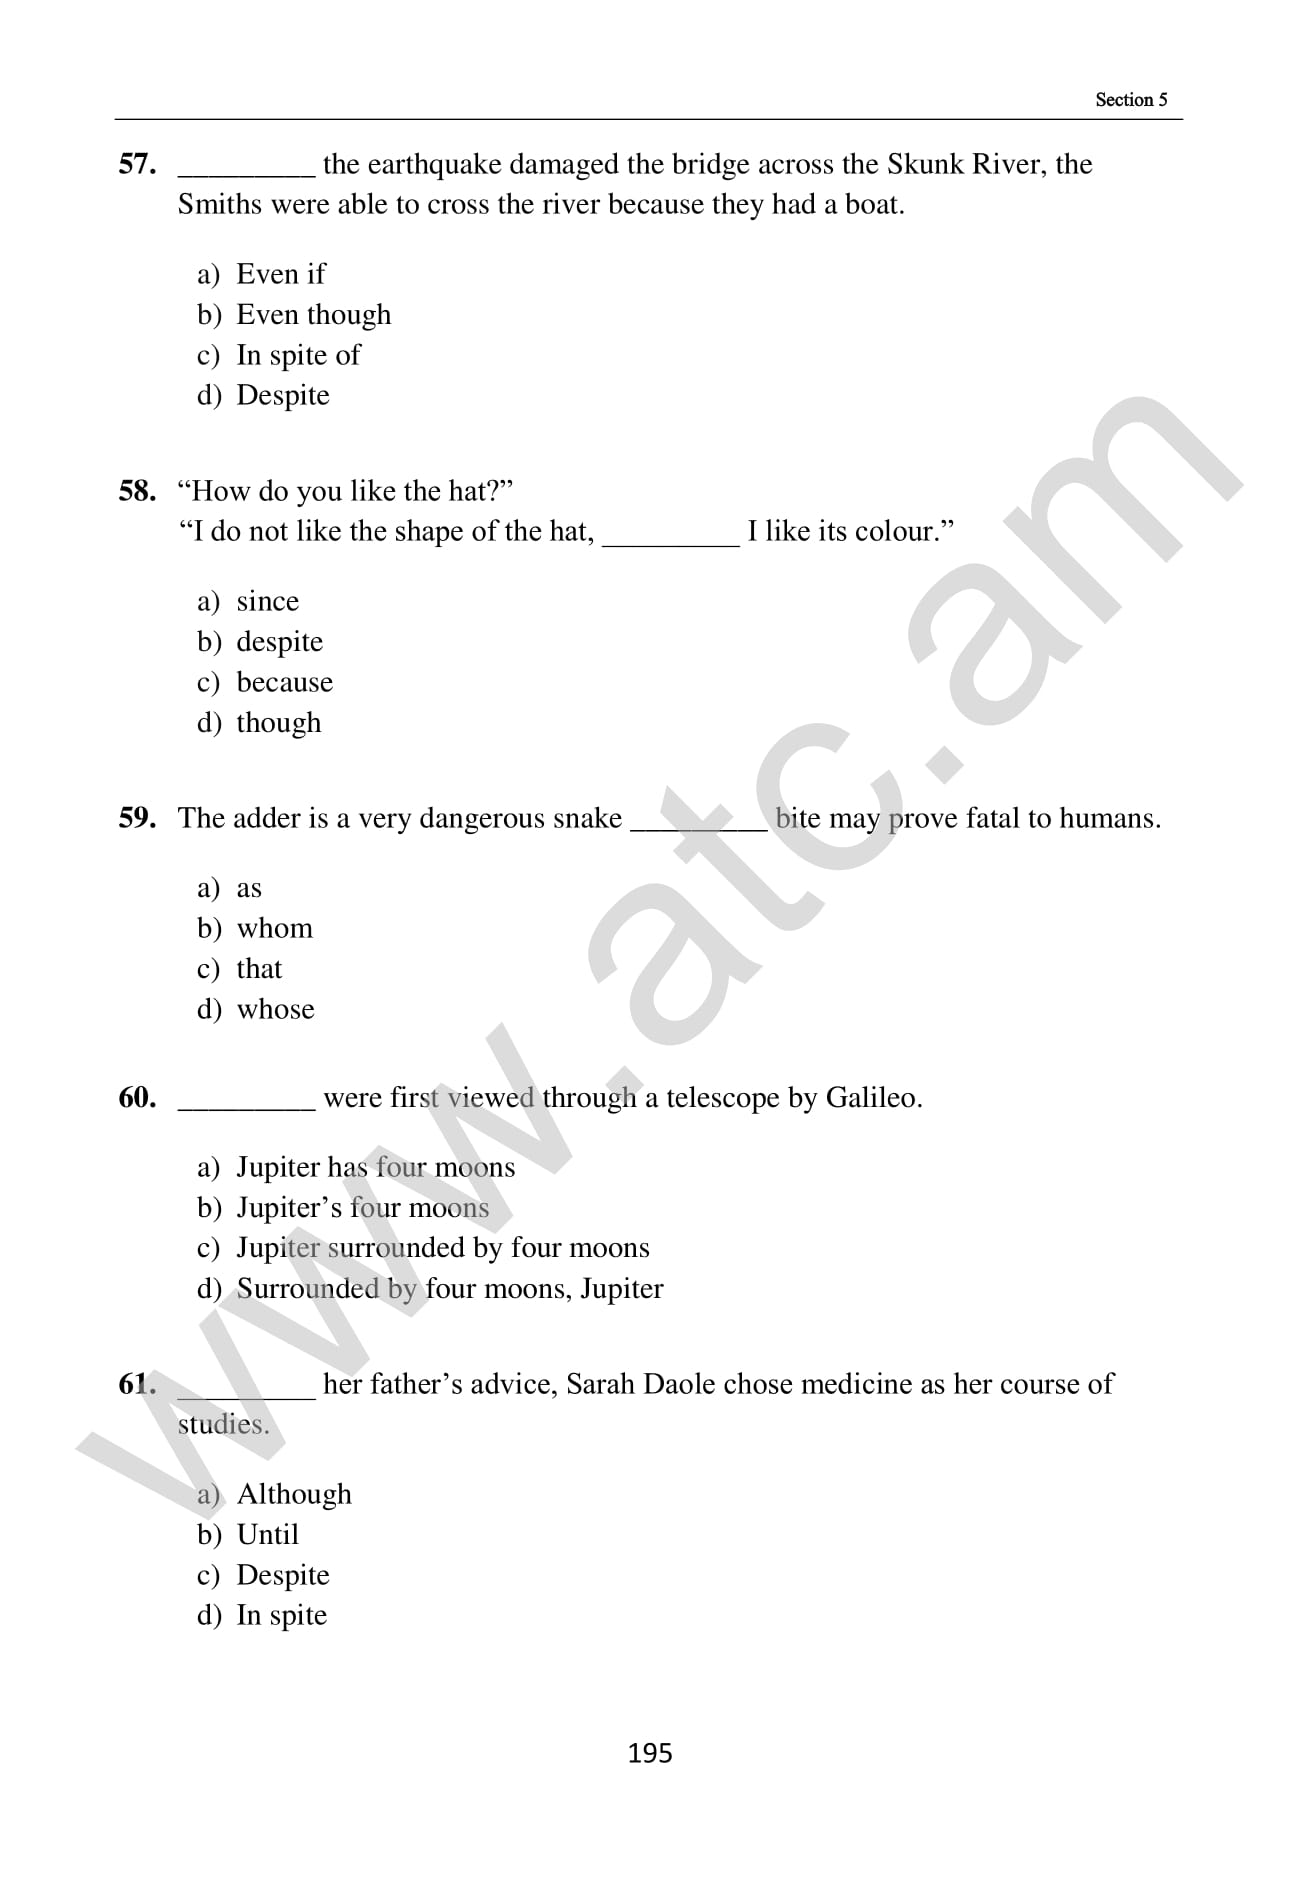 Section 5
57. _________ the earthquake damaged the bridge across the Skunk River, the
Smiths were able to cross the river because they had a boat.
a) Even if
b) Even though
c) In spite of
d) Despite
58. “How do you like the hat?”
“I do not like the shape of the hat, _________ I like its colour.”
a) since
b) despite
c) because
d) though
59. The adder is a very dangerous snake _________ bite may prove fatal to humans.
a) as
b) whom
c) that
d) whose
60. _________ were first viewed through a telescope by Galileo.
a) Jupiter has four moons
b) Jupiter’s four moons
c) Jupiter surrounded by four moons
d) Surrounded by four moons, Jupiter
61. _________ her father’s advice, Sarah Daole chose medicine as her course of
studies.
a) Although
b) Until
c) Despite
d) In spite
195
www.atc.am